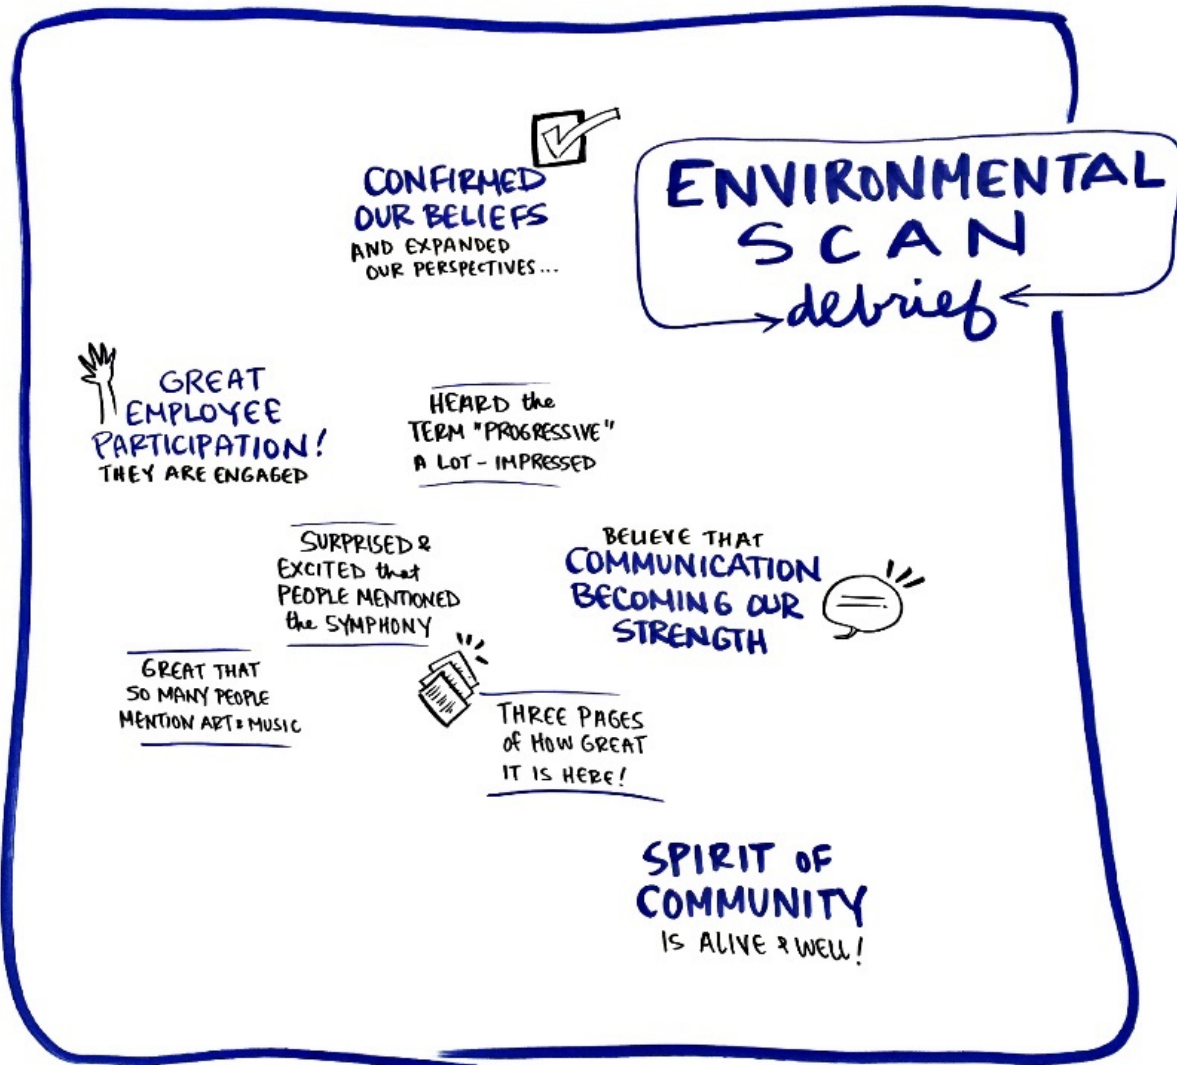 ENVIRONMENTAL
SCAN
debrief
CONFIRMED
OUR BELIEFS
AND EXPANDED
OUR PERSPECTIVES...
GREAT
EMPLOYEE
PARTICIPATION!
THEY ARE ENGAGED
HEARD the
TERM "PROGRESSIVE"
A LOT - IMPRESSED
SURPRISED &
EXCITED that
PEOPLE MENTIONED
the SYMPHONY
BELIEVE THAT
COMMUNICATION
BECOMING OUR
STRENGTH
GREAT THAT
SO MANY PEOPLE
MENTION ART & MUSIC
THREE PAGES
of HOW GREAT
IT IS HERE!
SPIRIT OF
COMMUNITY
IS ALIVE & WELL!